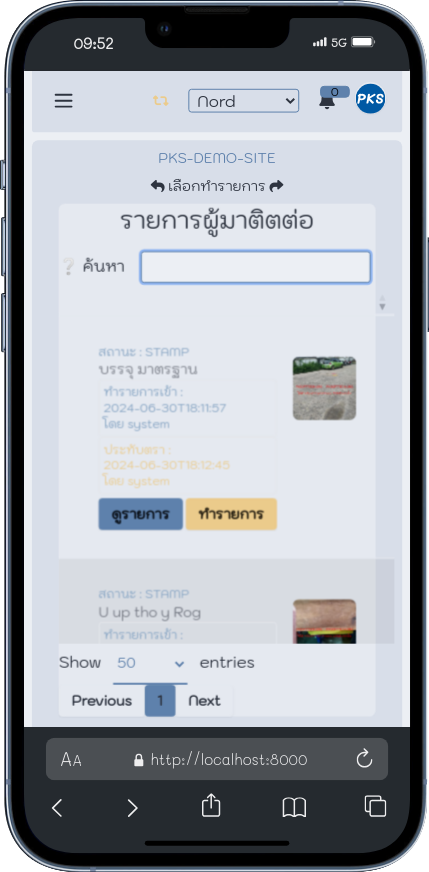 09:52
5G
Nord
0
PKS
PKS-DEMO-SITE
เลือกทำรายการ
รายการผู้มาติตต่อ
ค้นหา
สถานะ : STAMP
บรรจุ มาตรฐาน
ทำรายการเข้า :
2024-06-30T18:11:57
โดย system
ประทับตรา :
2024-06-30T18:12:45
โดย system
ดูรายการ ทำรายการ
สถานะ : STAMP
U up tho y Rog
ทำรายการเข้า :
Show 50 entries
Previous 1 Next
AA http://localhost:8000